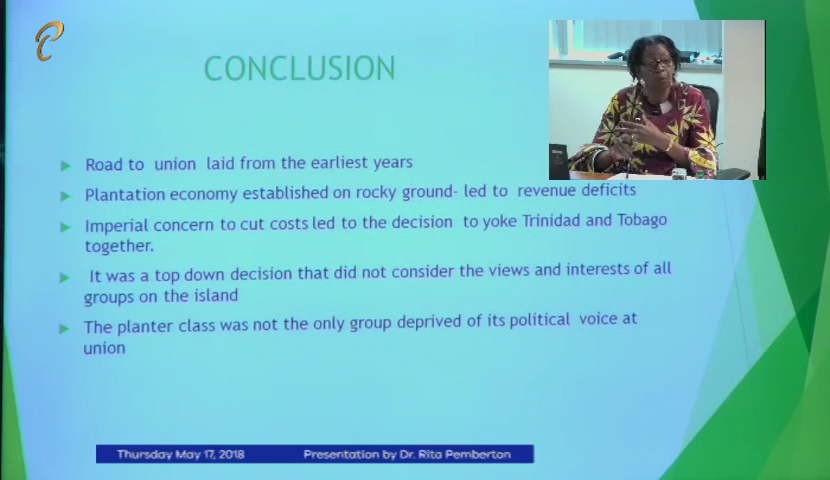 CONCLUSION
Road to union laid from the earliest years
Plantation economy established on rocky ground- led to revenue deficits
Imperial concern to cut costs led to the decision to yoke Trinidad and Tobago
together.
It was a top down decision that did not consider the views and interests of all
groups on the island
The planter class was not the only group deprived of its political voice at
union
Thursday May 17, 2018 Presentation by Dr. Rita Pemberton